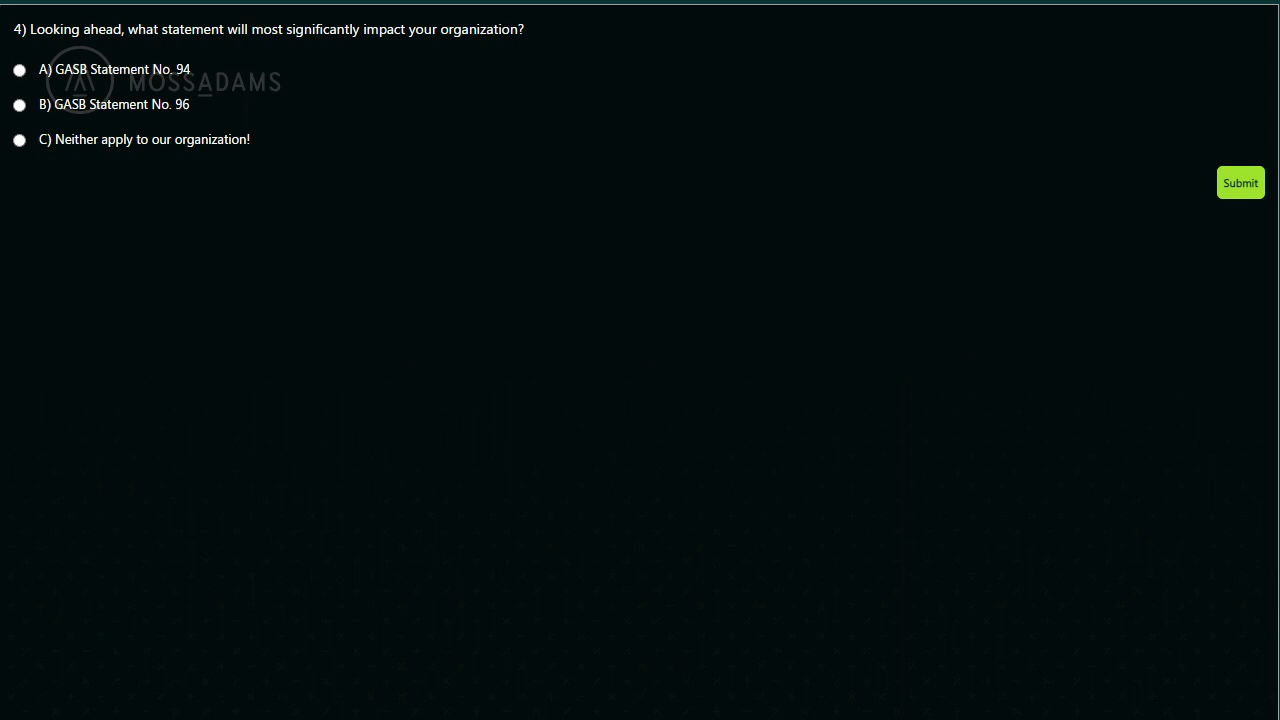 4) Looking ahead, what statement will most significantly impact your organization?
A) GASB Statement No. 94
MOSSADAMS
B) GASB Statement No. 96
C) Neither apply to our organization!
Submit